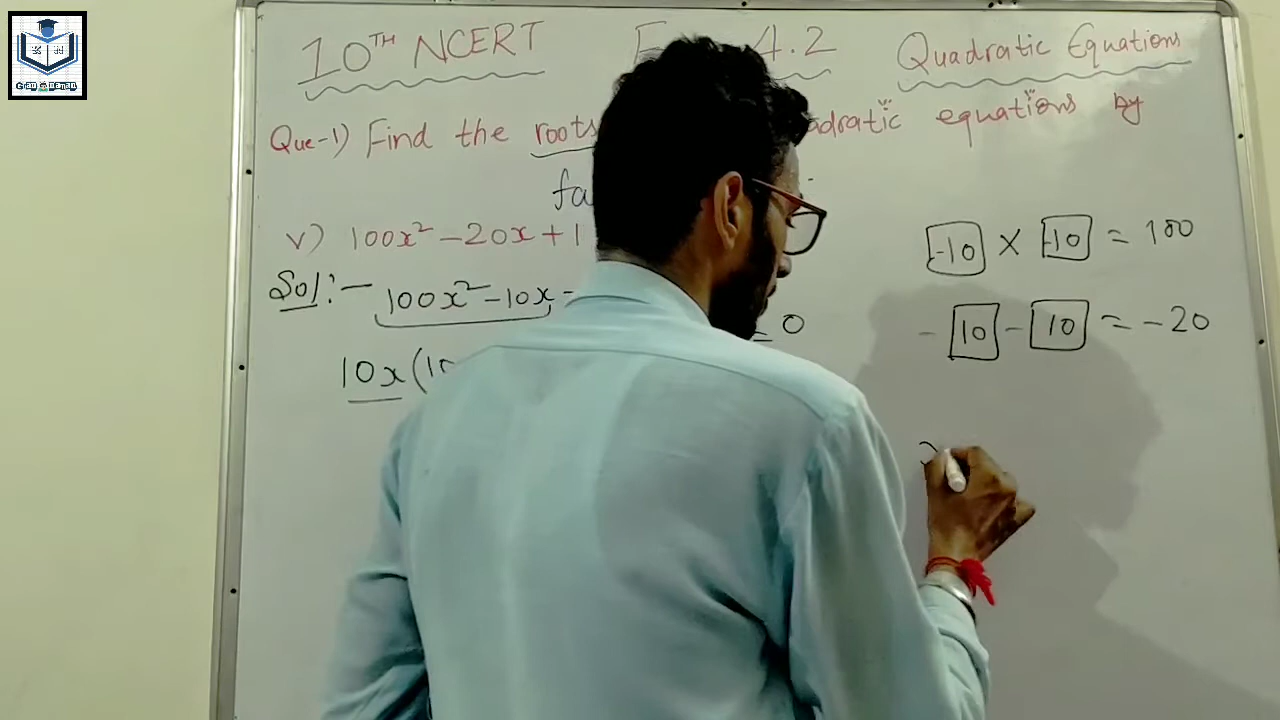 10TH NCERT 4.2 Quadratic Equations
Que-1) Find the roots adratic equations by
fa
v) 100x² - 20x + 1
Sol:- 100x² - 10x - = 0
10x (10
-10 × -10 = 100
- 10 - 10 = -20